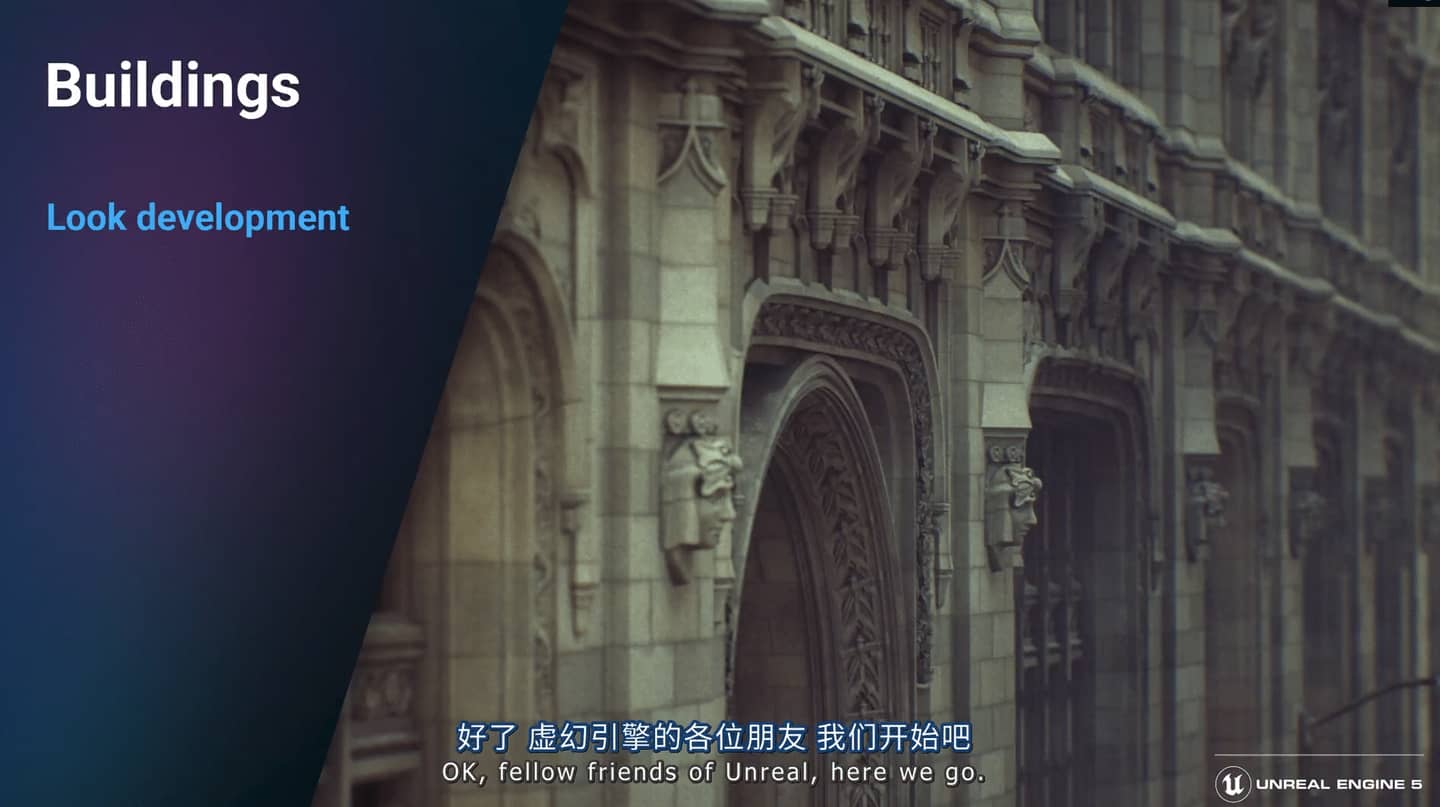 Buildings
Look development
好了 虚幻引擎的各位朋友 我们开始吧
OK, fellow friends of Unreal, here we go.
UNREAL ENGINE 5